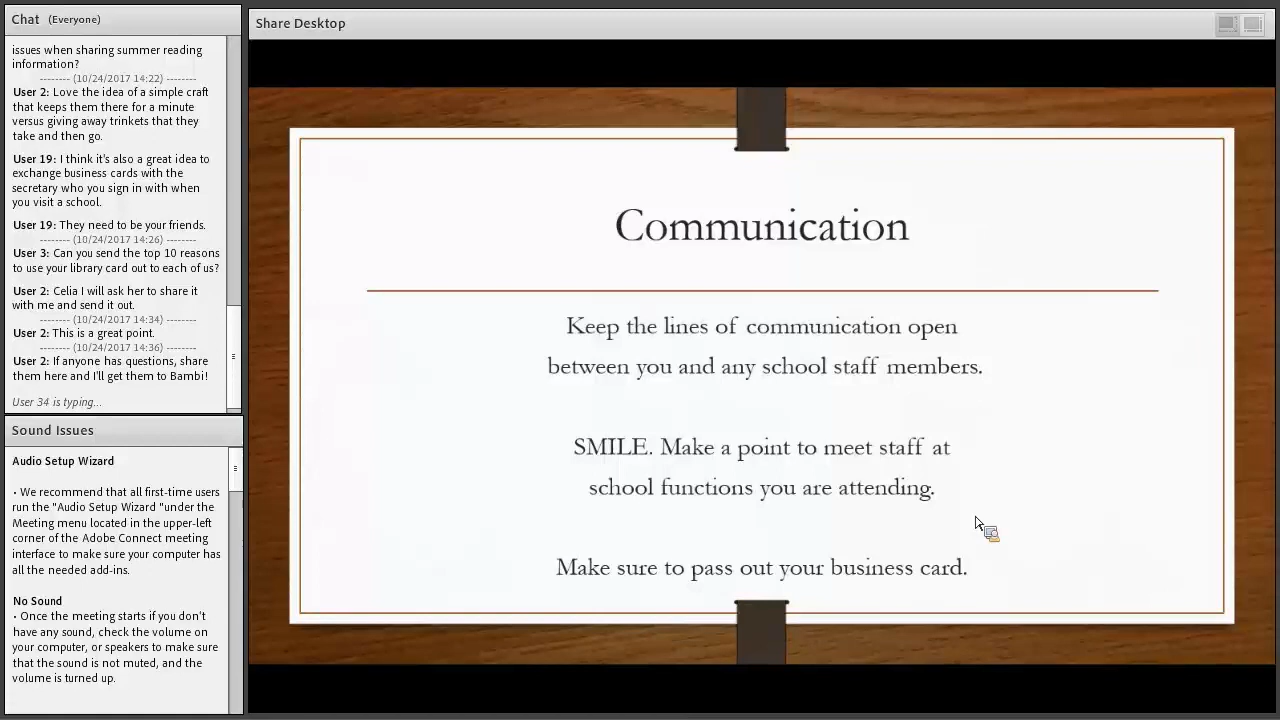 Chat (Everyone)
issues when sharing summer reading
information?
-------- (10/24/2017 14:22) --------
User 2: Love the idea of a simple craft
that keeps them there for a minute
versus giving away trinkets that they
take and then go.
User 19: I think it's also a great idea to
exchange business cards with the
secretary who you sign in with when
you visit a school.
User 19: They need to be your friends.
-------- (10/24/2017 14:26) --------
User 3: Can you send the top 10 reasons
to use your library card out to each of us?
User 2: Celia I will ask her to share it
with me and send it out.
-------- (10/24/2017 14:34) --------
User 2: This is a great point.
-------- (10/24/2017 14:36) --------
User 2: If anyone has questions, share
them here and I'll get them to Bambi!
User 34 is typing...
Sound Issues
Audio Setup Wizard
• We recommend that all first-time users
run the "Audio Setup Wizard "under the
Meeting menu located in the upper-left
corner of the Adobe Connect meeting
interface to make sure your computer has
all the needed add-ins.
No Sound
• Once the meeting starts if you don't
have any sound, check the volume on
your computer, or speakers to make sure
that the sound is not muted, and the
volume is turned up.
Share Desktop
Communication
Keep the lines of communication open
between you and any school staff members.
SMILE. Make a point to meet staff at
school functions you are attending.
Make sure to pass out your business card.